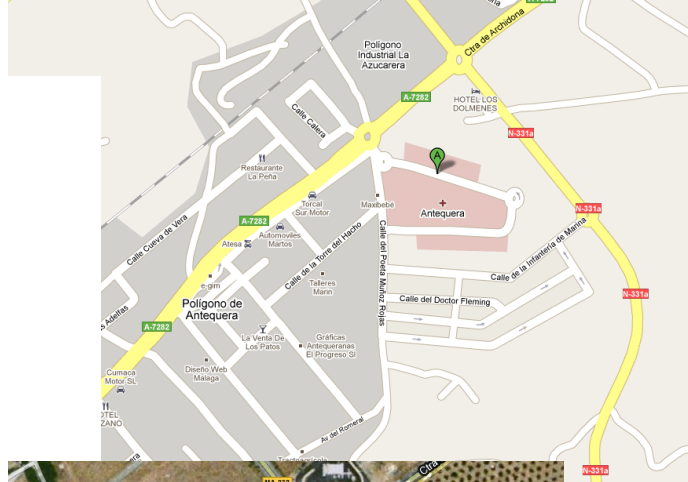 Ctra de Archidona
Polígono
Industrial La
Azucarera
A-7282
HOTEL LOS
DOLMENES
Calle Calera
N-331a
Restaurante
La Peña
A
Torcal
Sur Motor
Maxibebé
Antequera
N-331a
Calle Cueva de Vera
A-7282
Automoviles
Martos
Atesa
Calle de la Torre del Hacho
Calle del Poeta Muñoz Rojas
Calle de la Infantería de Marina
e-gim
Talleres
Marin
N-331a
Polígono de
Antequera
Calle del Doctor Fleming
Adelfas
A-7282
La Venta De
Los Patos
Gráficas
Antequeranas
El Progreso Sl
Cumaca
Motor SL
Diseño Web
Malaga
Av del Romeral
N-331a
Ctra